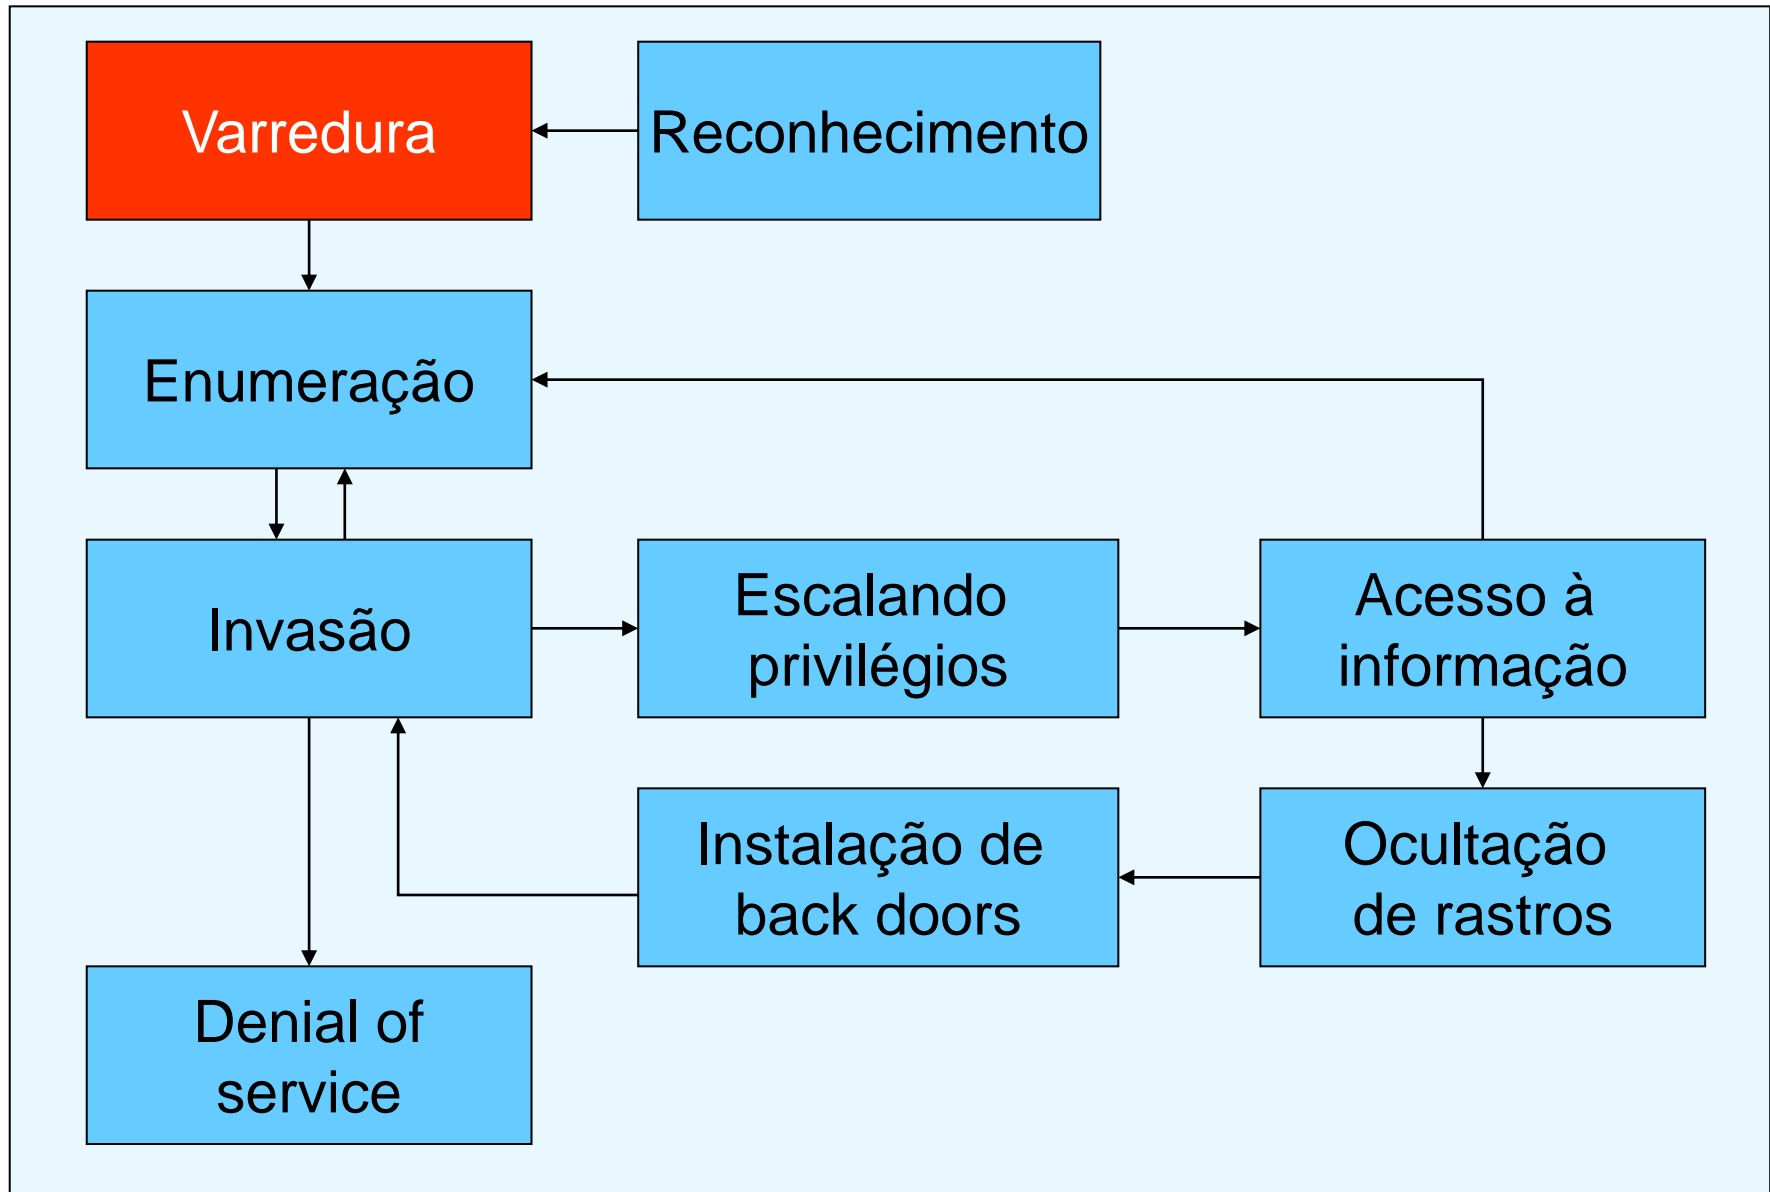 Varredura
Reconhecimento
Enumeração
Invasão
Escalando
privilégios
Acesso à
informação
Instalação de
back doors
Ocultação
de rastros
Denial of
service